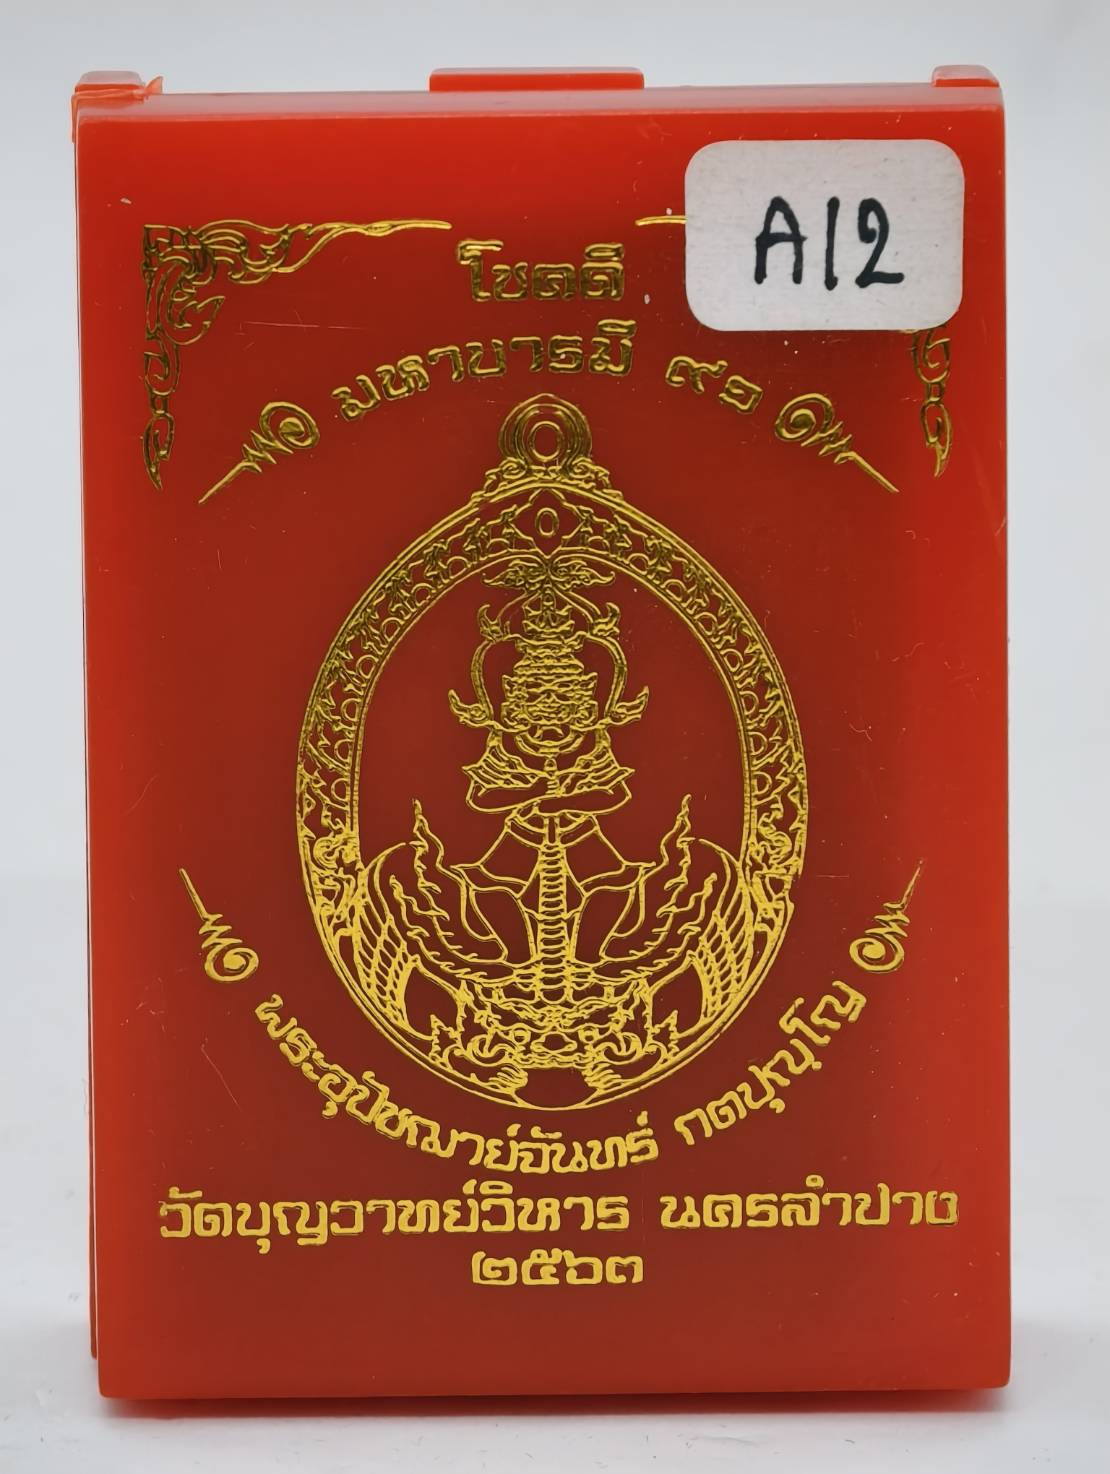 A12
โชคดี
มหาบารมี ๙๑
พระอุปัชฌาย์จันทร์ กตปุญโญ
วัดบุญวาทย์วิหาร นครลำปาง
๒๕๖๓